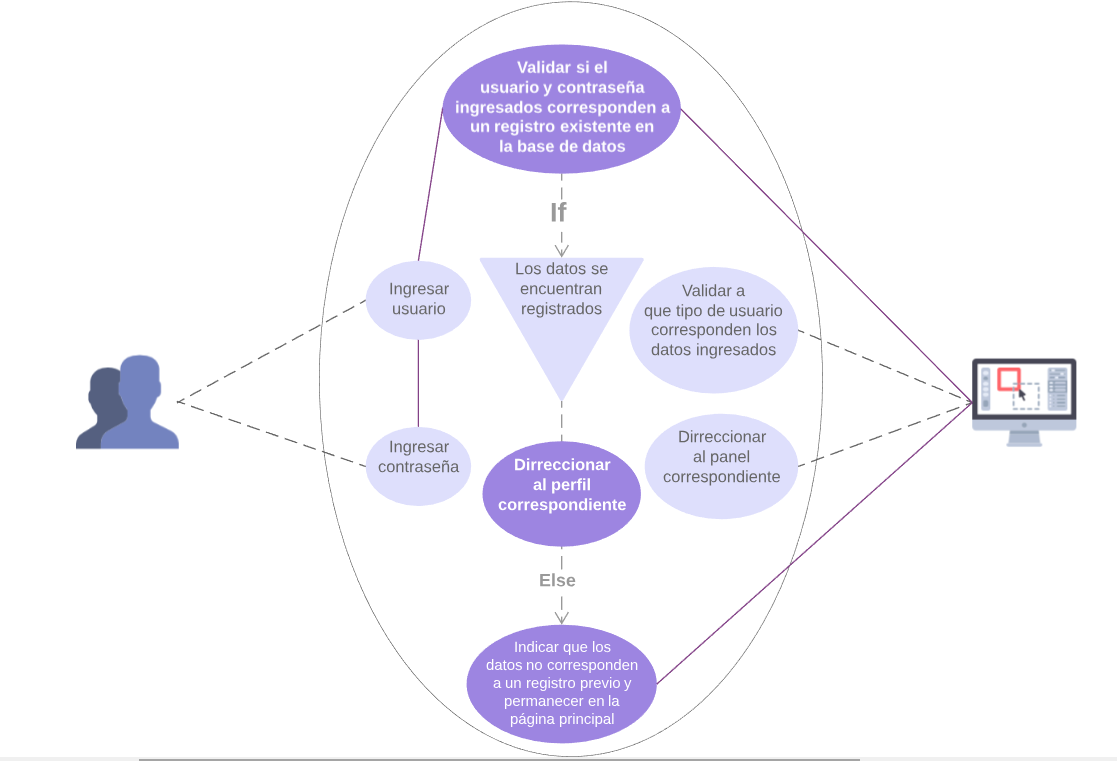 Validar si el
usuario y contraseña
ingresados corresponden a
un registro existente en
la base de datos
If
Los datos se
encuentran
registrados
Ingresar
usuario
Validar a
que tipo de usuario
corresponden los
datos ingresados
Ingresar
contraseña
Dirreccionar
al perfil
correspondiente
Dirreccionar
al panel
correspondiente
Else
Indicar que los
datos no corresponden
a un registro previo y
permanecer en la
página principal